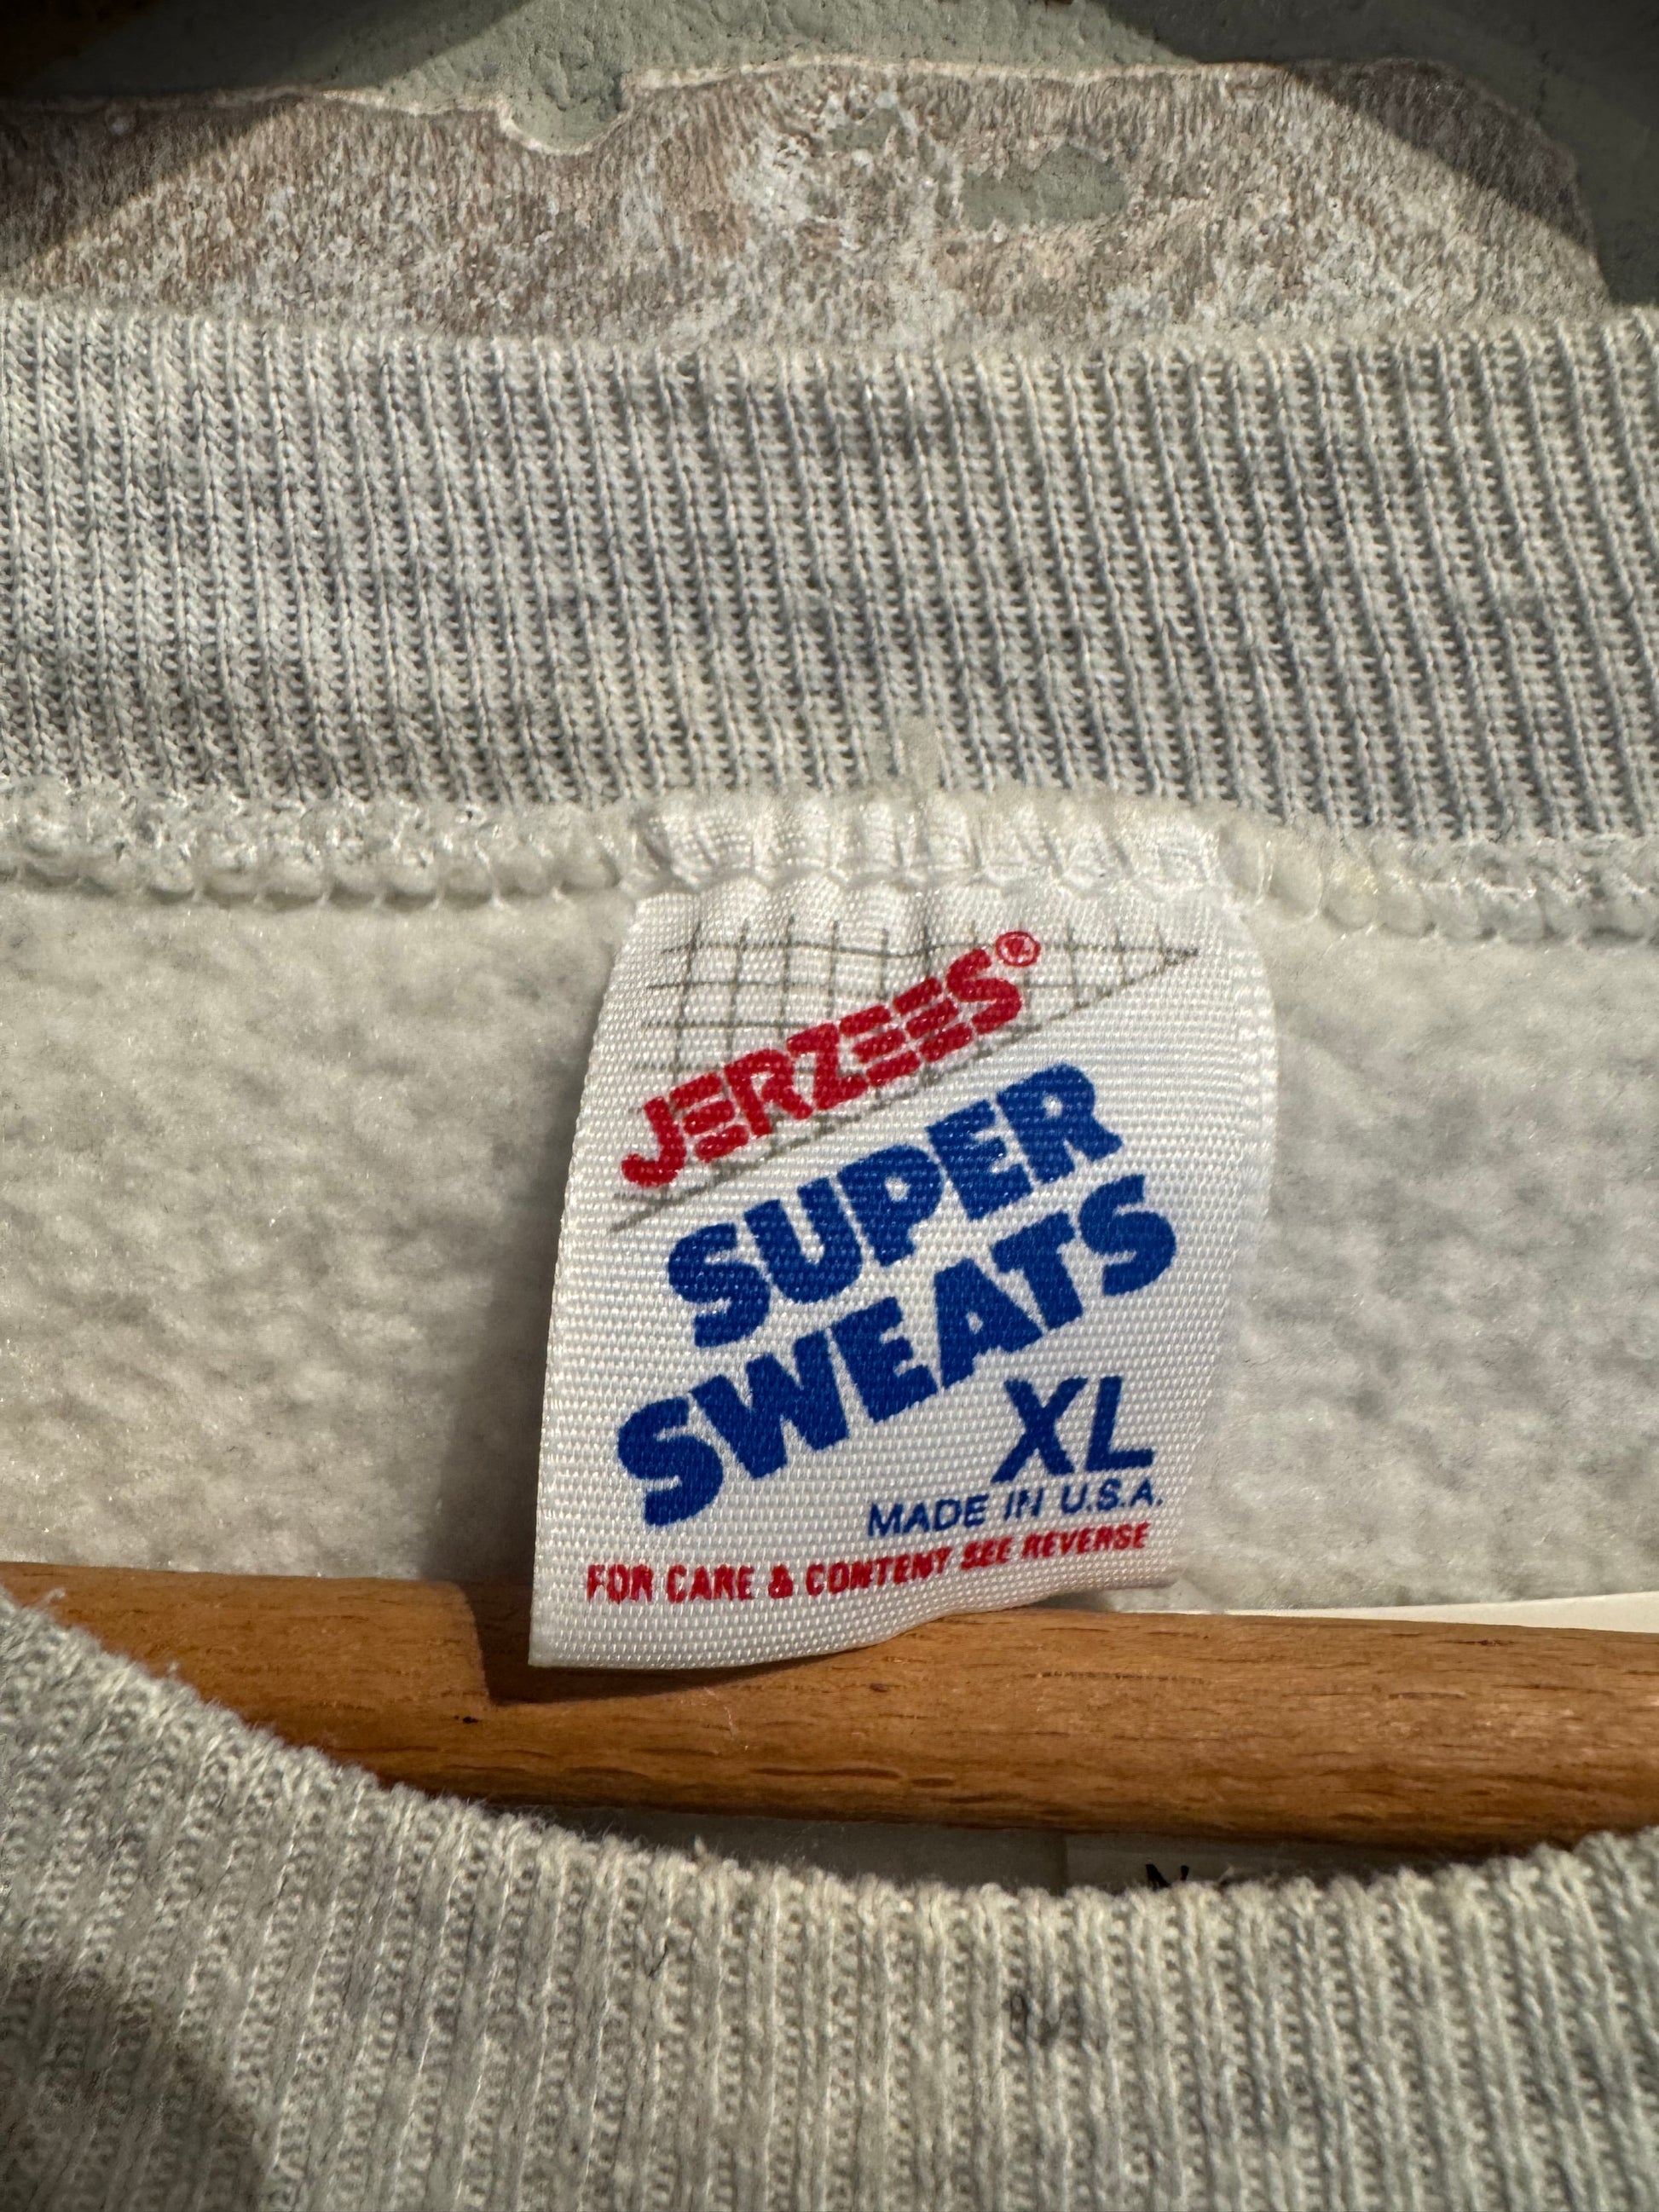 JERZEES®
SUPER
SWEATS
XL
MADE IN U.S.A.
FOR CARE & CONTENT SEE REVERSE